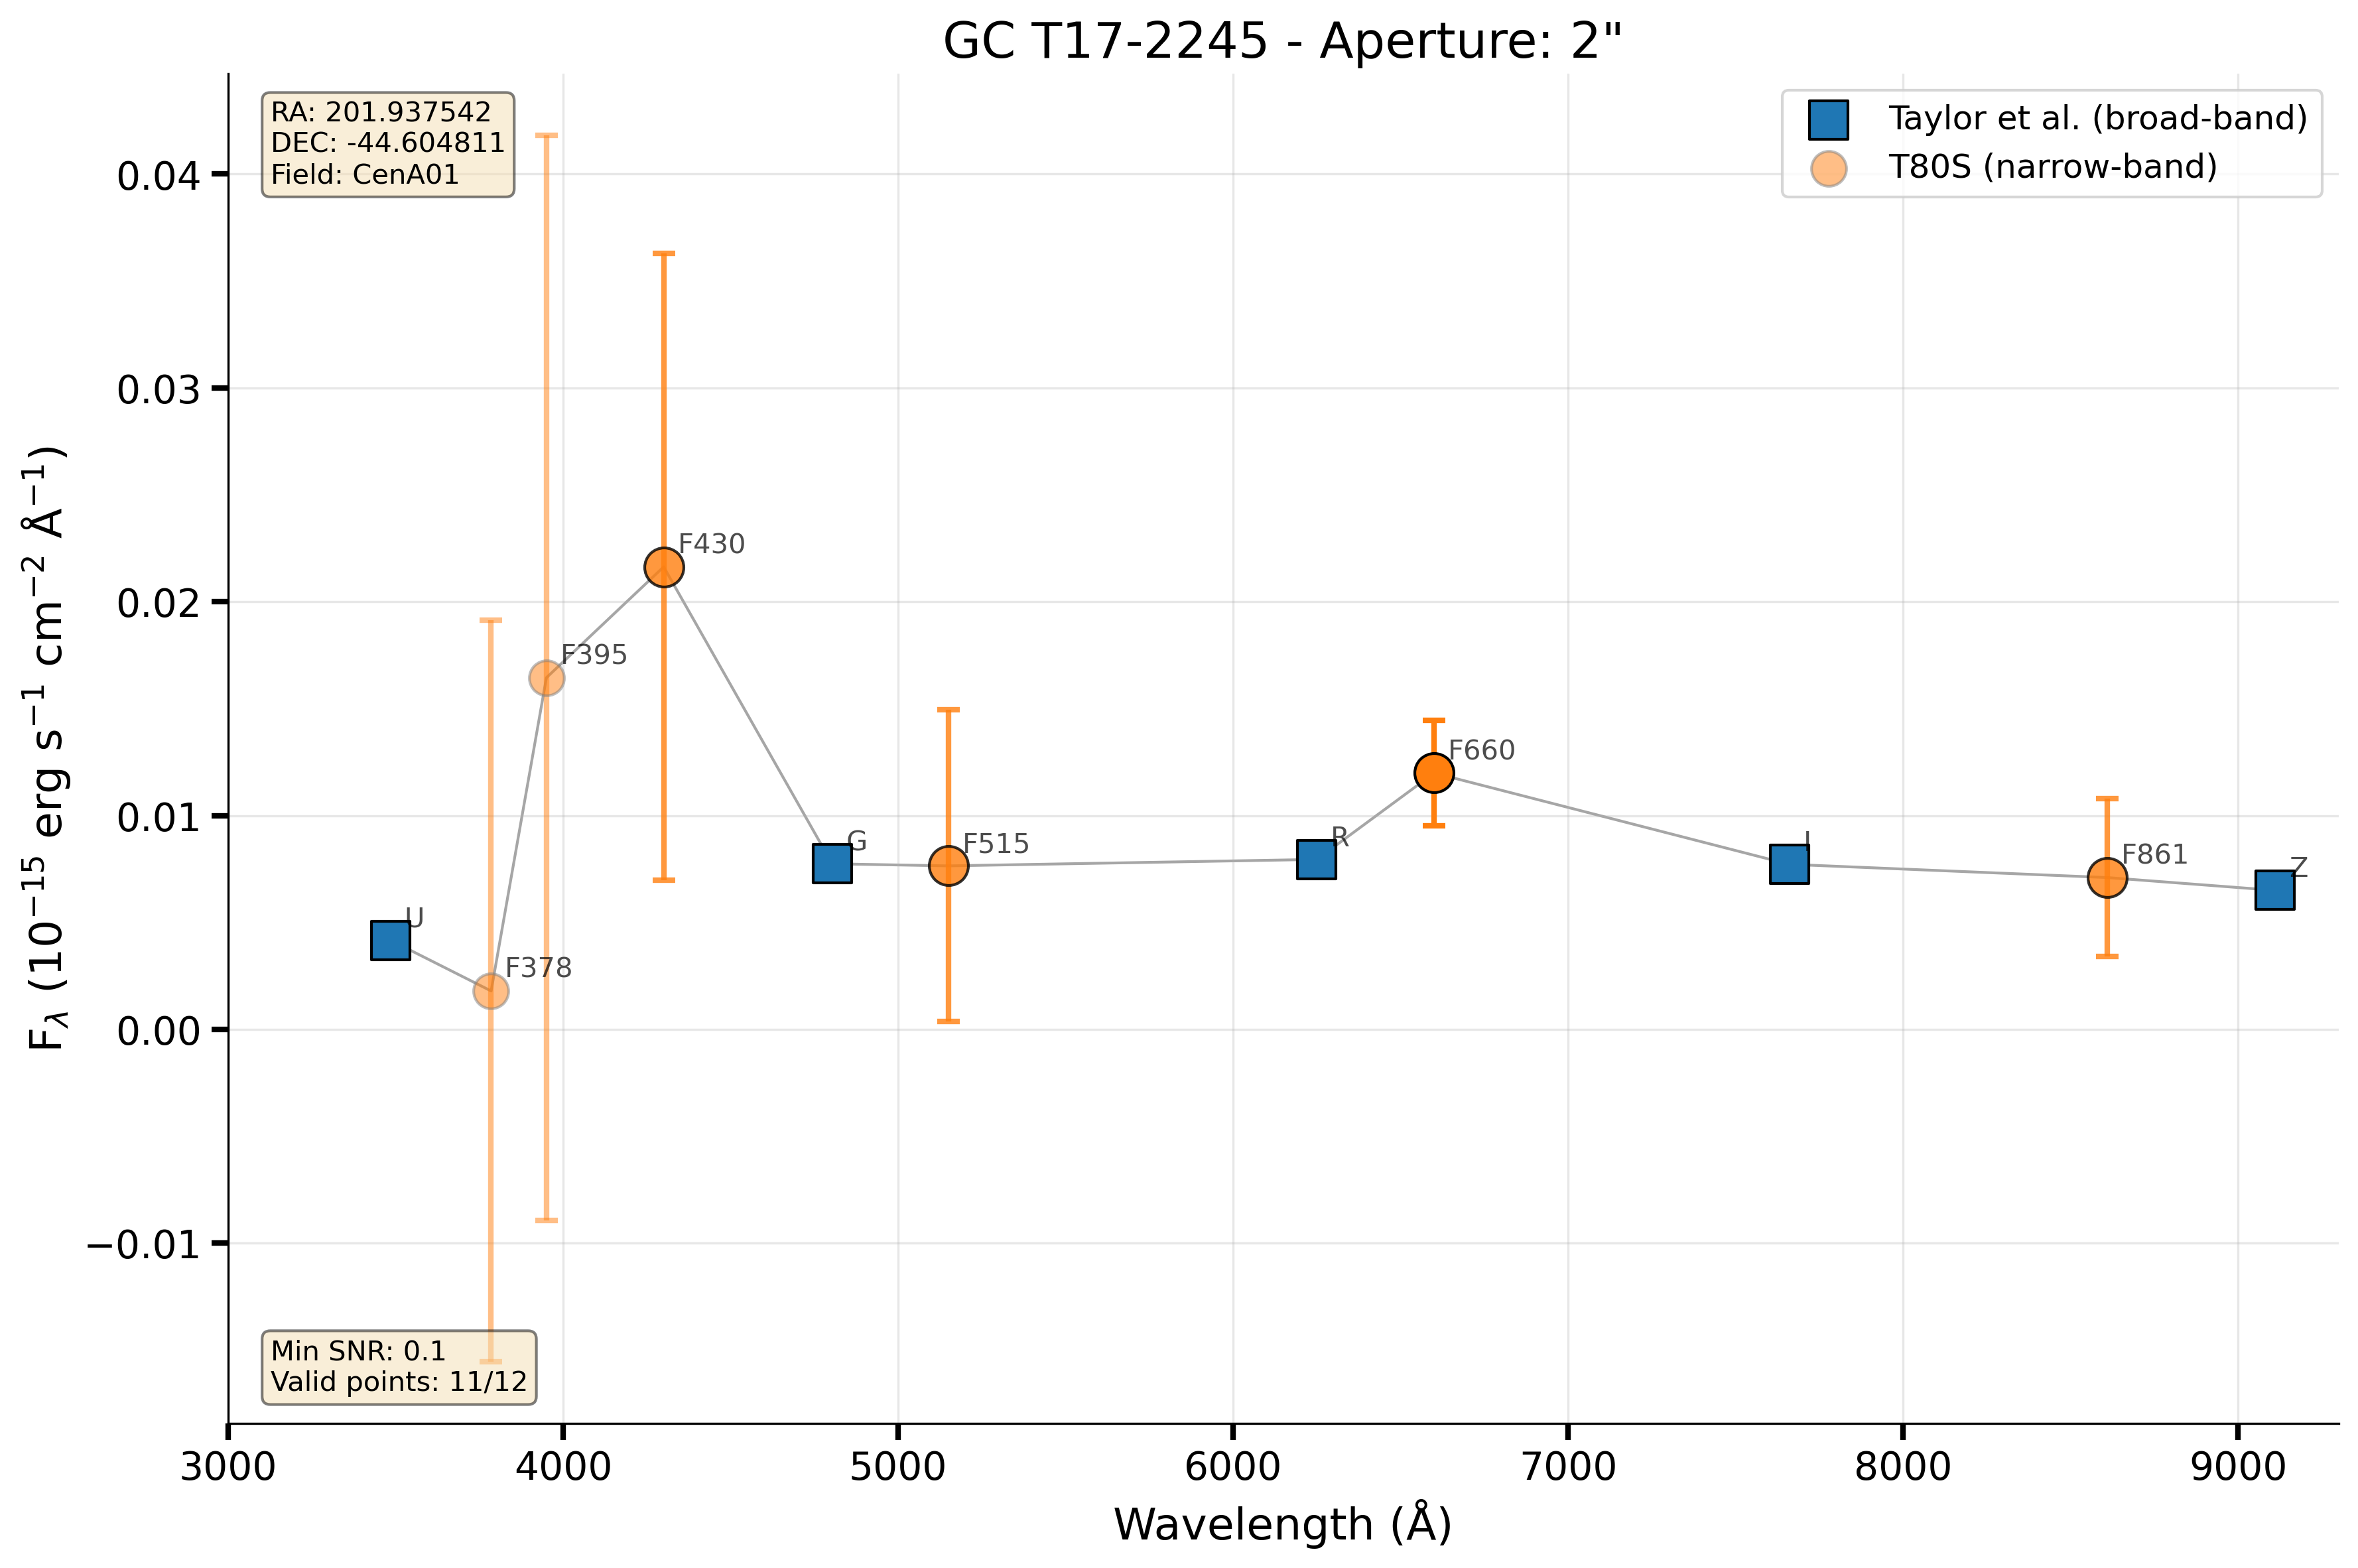 GC T17-2245 - Aperture: 2"
RA: 201.937542
DEC: -44.604811
Field: CenA01
Taylor et al. (broad-band)
T80S (narrow-band)
0.04
0.03
0.02
0.01
0.00
−0.01
F_λ (10⁻¹⁵ erg s⁻¹ cm⁻² Å⁻¹)
U
F378
F395
F430
G
F515
R
F660
I
F861
Z
Min SNR: 0.1
Valid points: 11/12
3000 4000 5000 6000 7000 8000 9000
Wavelength (Å)